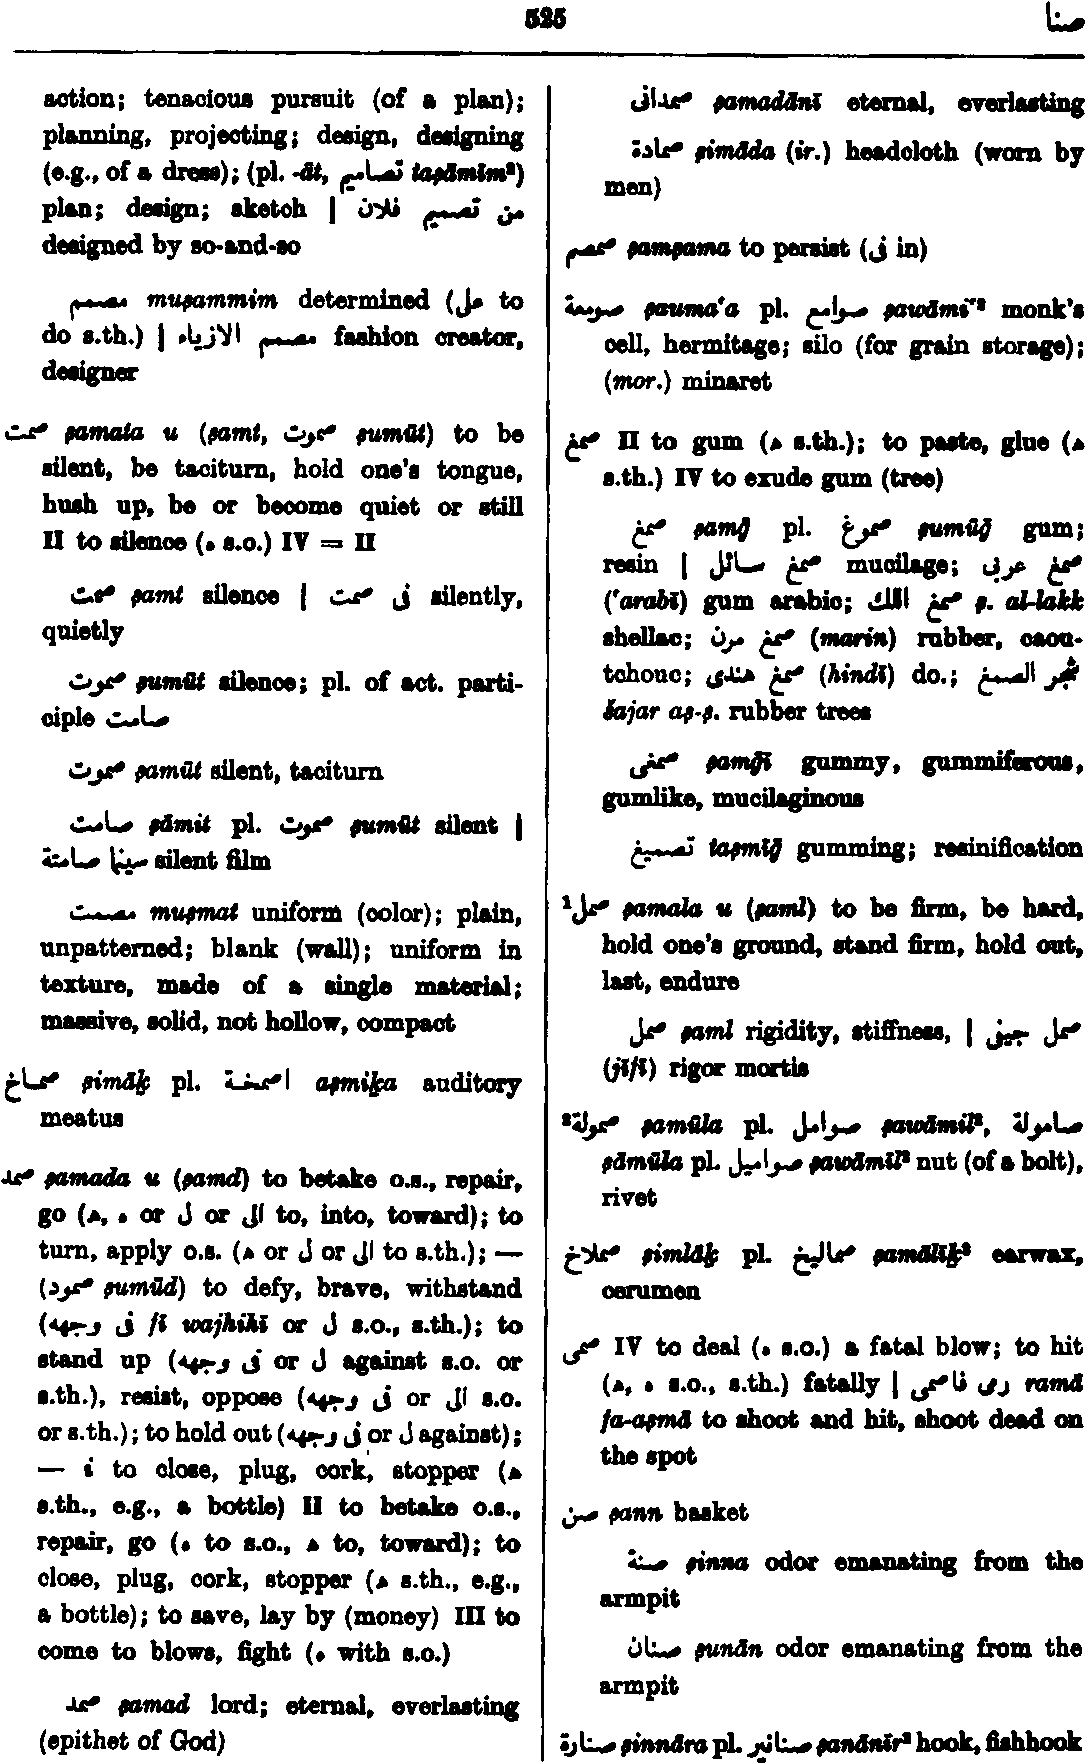 525
صنا
action; tenacious pursuit (of a plan);
planning, projecting; design, designing
(e.g., of a dress); (pl. -āt, تصاميم taṣāmīm²)
plan; design; sketch | من تصميم فلان
designed by so-and-so
مصمم muṣammim determined (على to
do s.th.) | مصمم الازياء fashion creator,
designer
صمت ṣamata u (ṣamt, صموت ṣumūt) to be
silent, be taciturn, hold one's tongue,
hush up, be or become quiet or still
II to silence (ه s.o.) IV = II
صمت ṣamt silence | فى صمت silently,
quietly
صموت ṣumūt silence; pl. of act. parti-
ciple صامت
صموت ṣamūt silent, taciturn
صامت ṣāmit pl. صموت ṣumūt silent |
سينما صامتة silent film
مصمت muṣmat uniform (color); plain,
unpatterned; blank (wall); uniform in
texture, made of a single material;
massive, solid, not hollow, compact
صماخ ṣimāḵ pl. اصمخة aṣmiḵa auditory
meatus
صمد ṣamada u (ṣamd) to betake o.s., repair,
go (ه, ه or ل or الى to, into, toward); to
turn, apply o.s. (ه or ل or الى to s.th.); —
(صمود ṣumūd) to defy, brave, withstand
(فى وجهه fī wajhihī or ل s.o., s.th.); to
stand up (فى وجهه or ل against s.o. or
s.th.), resist, oppose (فى وجهه or الى s.o.
or s.th.); to hold out (فى وجهه or ل against);
— i to close, plug, cork, stopper (ه
s.th., e.g., a bottle) II to betake o.s.,
repair, go (ه to s.o., ه to, toward); to
close, plug, cork, stopper (ه s.th., e.g.,
a bottle); to save, lay by (money) III to
come to blows, fight (ه with s.o.)
صمد ṣamad lord; eternal, everlasting
(epithet of God)
صمدانى ṣamadānī eternal, everlasting
صمادة ṣimāda (ir.) headcloth (worn by
men)
صمصم ṣamṣama to persist (فى in)
صومعة ṣauma'a pl. صوامع ṣawāmi'² monk's
cell, hermitage; silo (for grain storage);
(mor.) minaret
صمغ II to gum (ه s.th.); to paste, glue (ه
s.th.) IV to exude gum (tree)
صمغ ṣamḡ pl. صموغ ṣumūḡ gum;
resin | صمغ سائل mucilage; صمغ عربى
('arabī) gum arabic; صمغ اللك ṣ. al-lakk
shellac; صمغ مرن (marin) rubber, caou-
tchouc; صمغ هندى (hindī) do.; شجر الصمغ
šajar aṣ-ṣ. rubber trees
صمغى ṣamḡī gummy, gummiferous,
gumlike, mucilaginous
تصميغ taṣmīḡ gumming; resinification
¹صمل ṣamala u (ṣaml) to be firm, be hard,
hold one's ground, stand firm, hold out,
last, endure
صمل ṣaml rigidity, stiffness, | صمل جيفى
(jīfī) rigor mortis
²صمولة ṣamūla pl. صوامل ṣawāmil², صامولة
ṣāmūla pl. صواميل ṣawāmīl² nut (of a bolt),
rivet
صملاخ ṣimlāḵ pl. صماليخ ṣamālīḵ² earwax,
cerumen
صمى IV to deal (ه s.o.) a fatal blow; to hit
(ه, ه s.o., s.th.) fatally | رمى فاصمى ramā
fa-aṣmā to shoot and hit, shoot dead on
the spot
صن ṣann basket
صنة ṣinna odor emanating from the
armpit
صنان ṣunān odor emanating from the
armpit
صنارة ṣinnāra pl. صنانير ṣanānīr² hook, fishhook